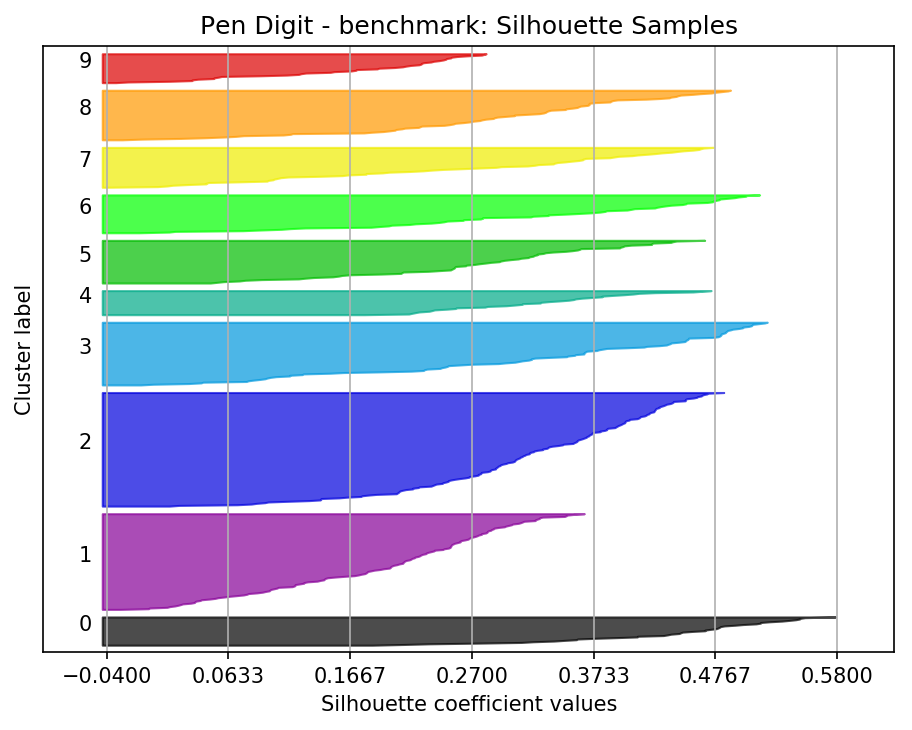 Pen Digit - benchmark: Silhouette Samples
9
8
7
6
5
4
3
2
1
0
Cluster label
−0.0400 0.0633 0.1667 0.2700 0.3733 0.4767 0.5800
Silhouette coefficient values